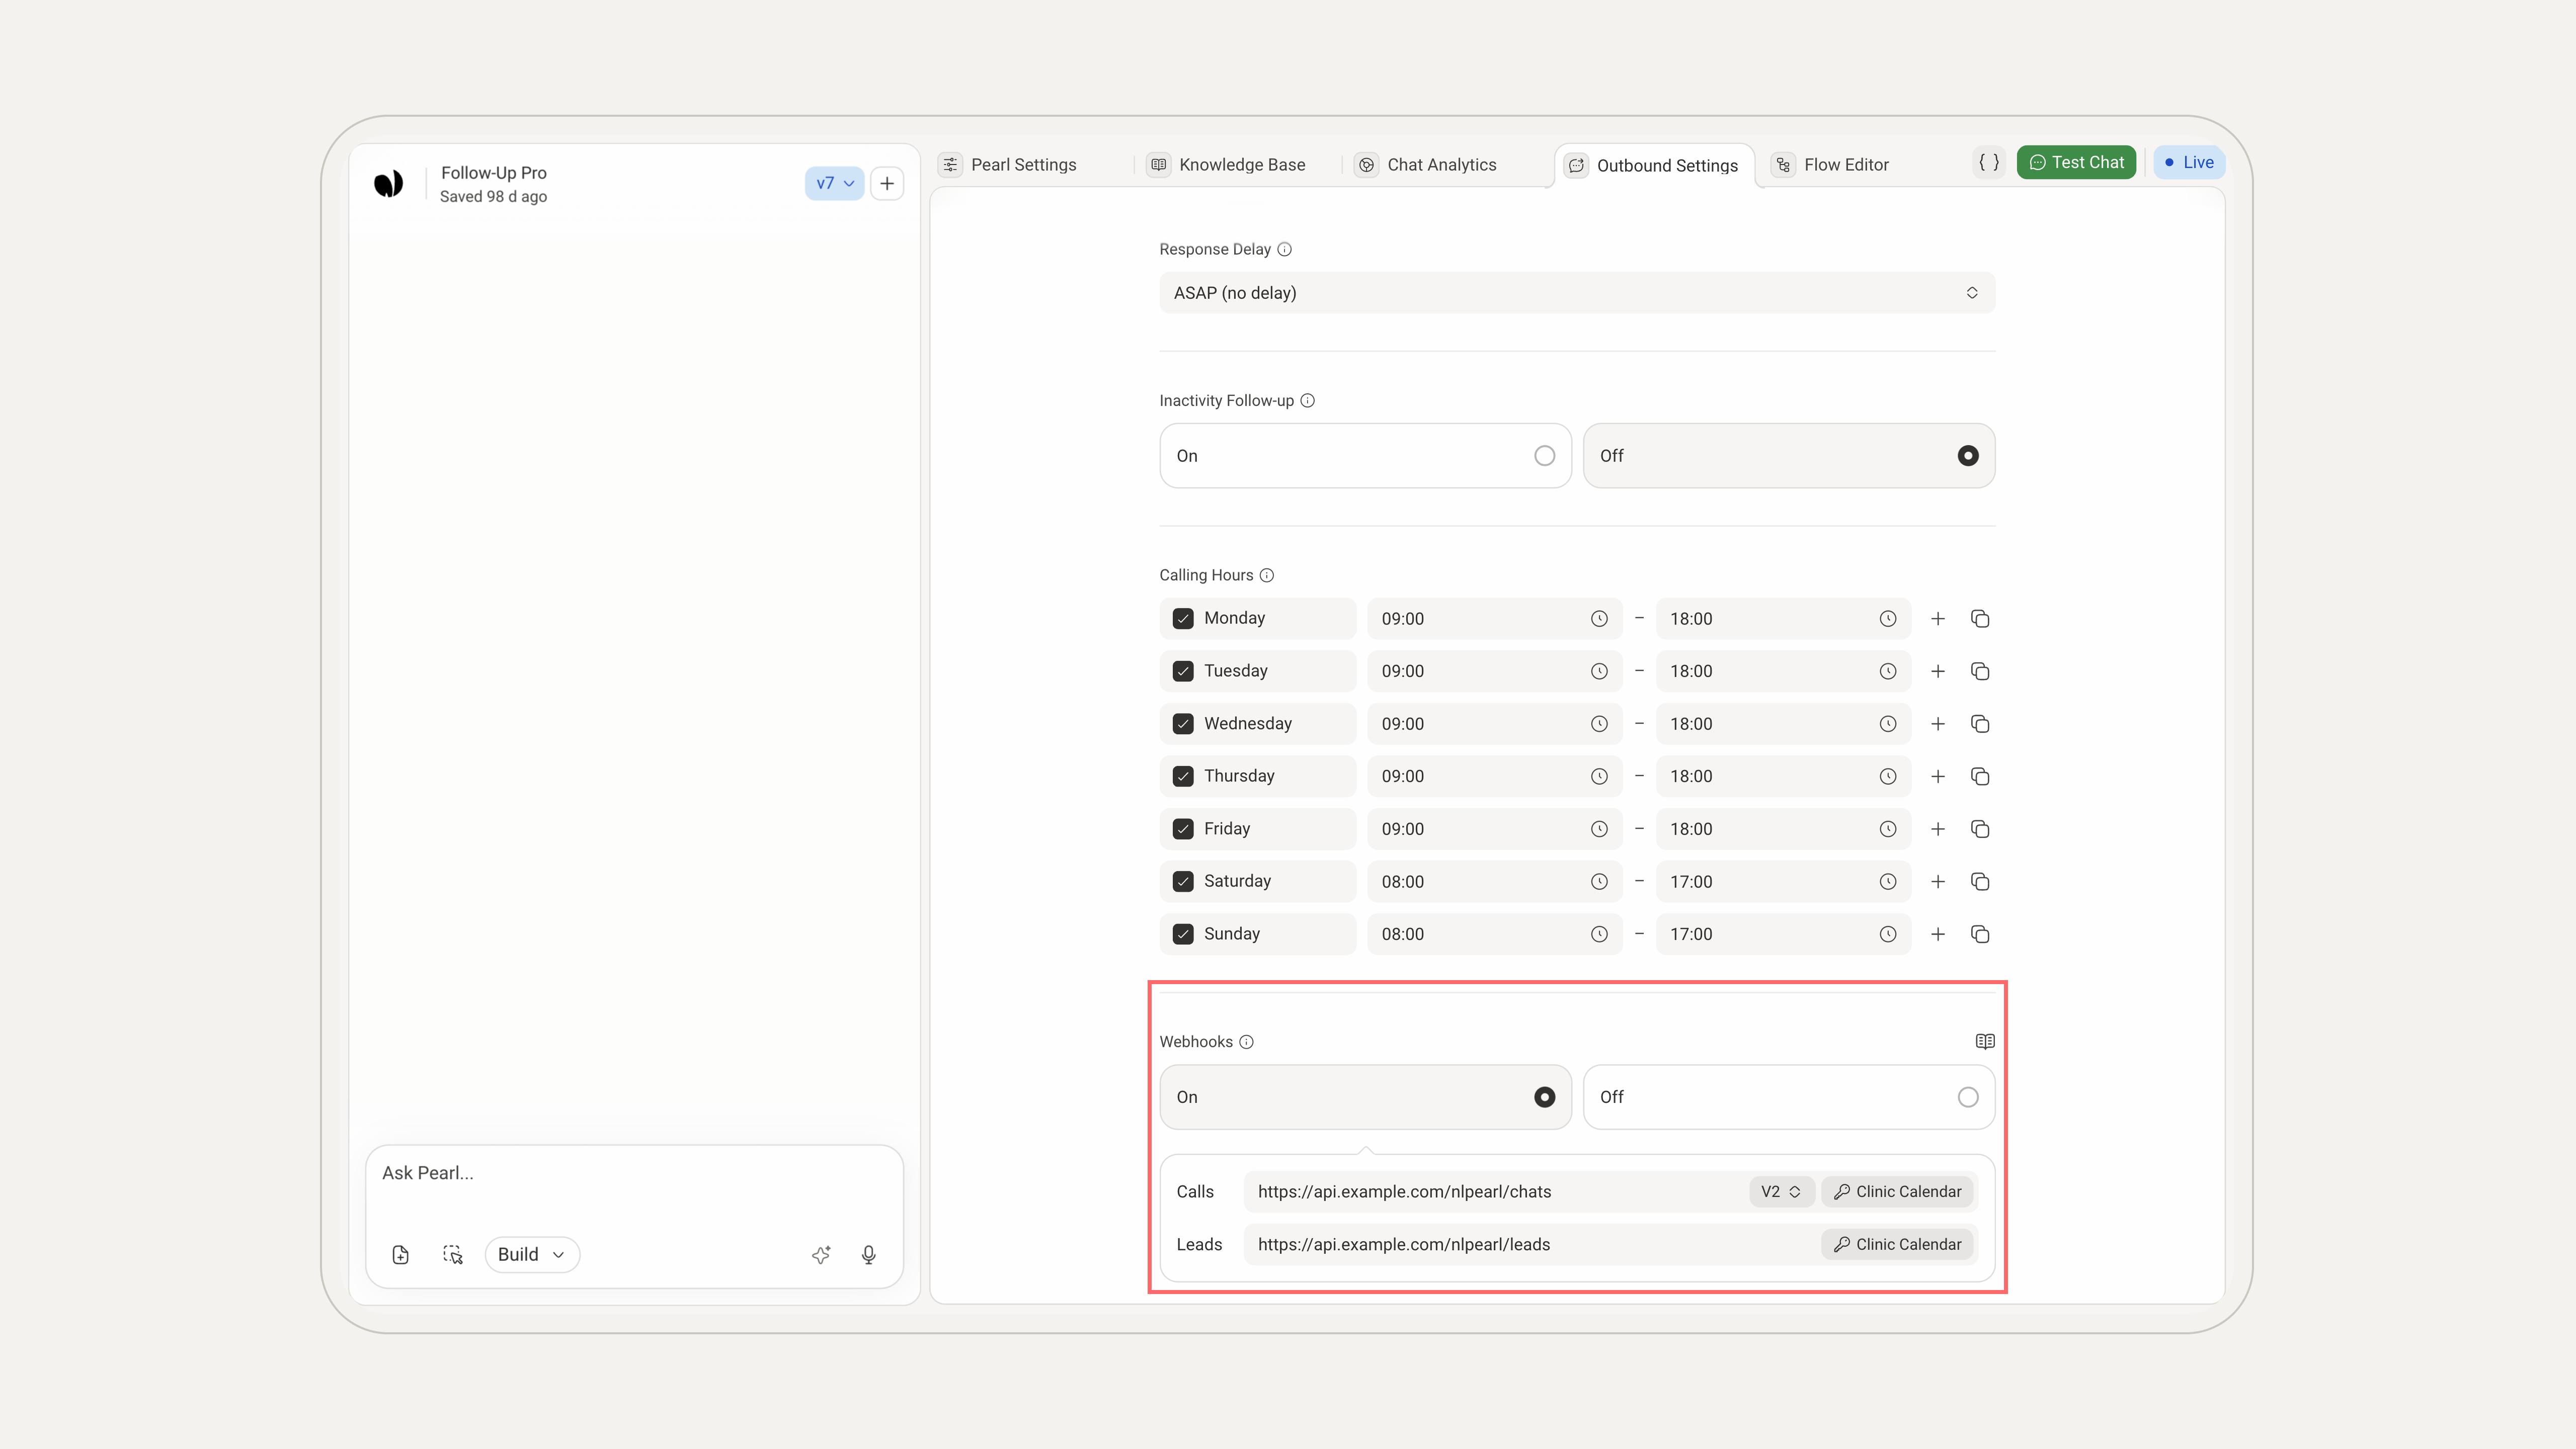 Follow-Up Pro
Saved 98 d ago
v7
Pearl Settings
Knowledge Base
Chat Analytics
Outbound Settings
Flow Editor
{ }
Test Chat
Live
Response Delay
ASAP (no delay)
Inactivity Follow-up
On
Off
Calling Hours
Monday 09:00 – 18:00
Tuesday 09:00 – 18:00
Wednesday 09:00 – 18:00
Thursday 09:00 – 18:00
Friday 09:00 – 18:00
Saturday 08:00 – 17:00
Sunday 08:00 – 17:00
Webhooks
On
Off
Calls https://api.example.com/nlpearl/chats V2 Clinic Calendar
Leads https://api.example.com/nlpearl/leads Clinic Calendar
Ask Pearl...
Build